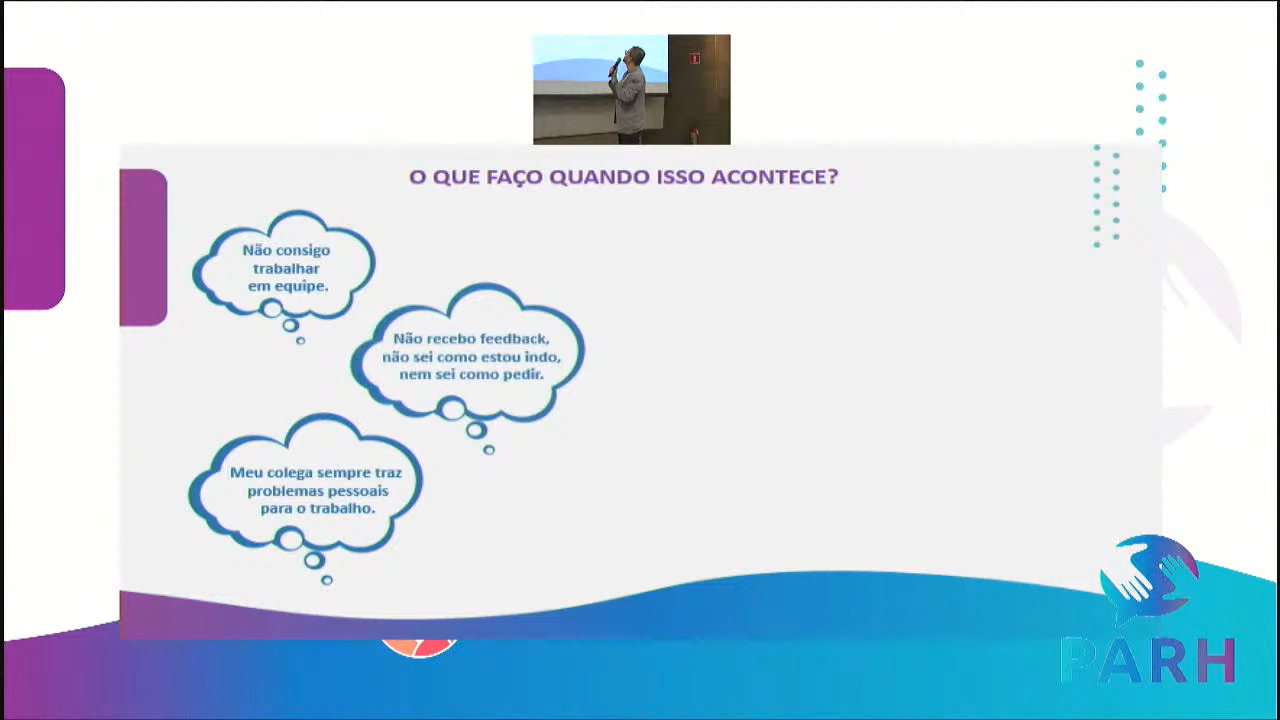 O QUE FAÇO QUANDO ISSO ACONTECE?
Não consigo
trabalhar
em equipe.
Não recebo feedback,
não sei como estou indo,
nem sei como pedir.
Meu colega sempre traz
problemas pessoais
para o trabalho.
PARH